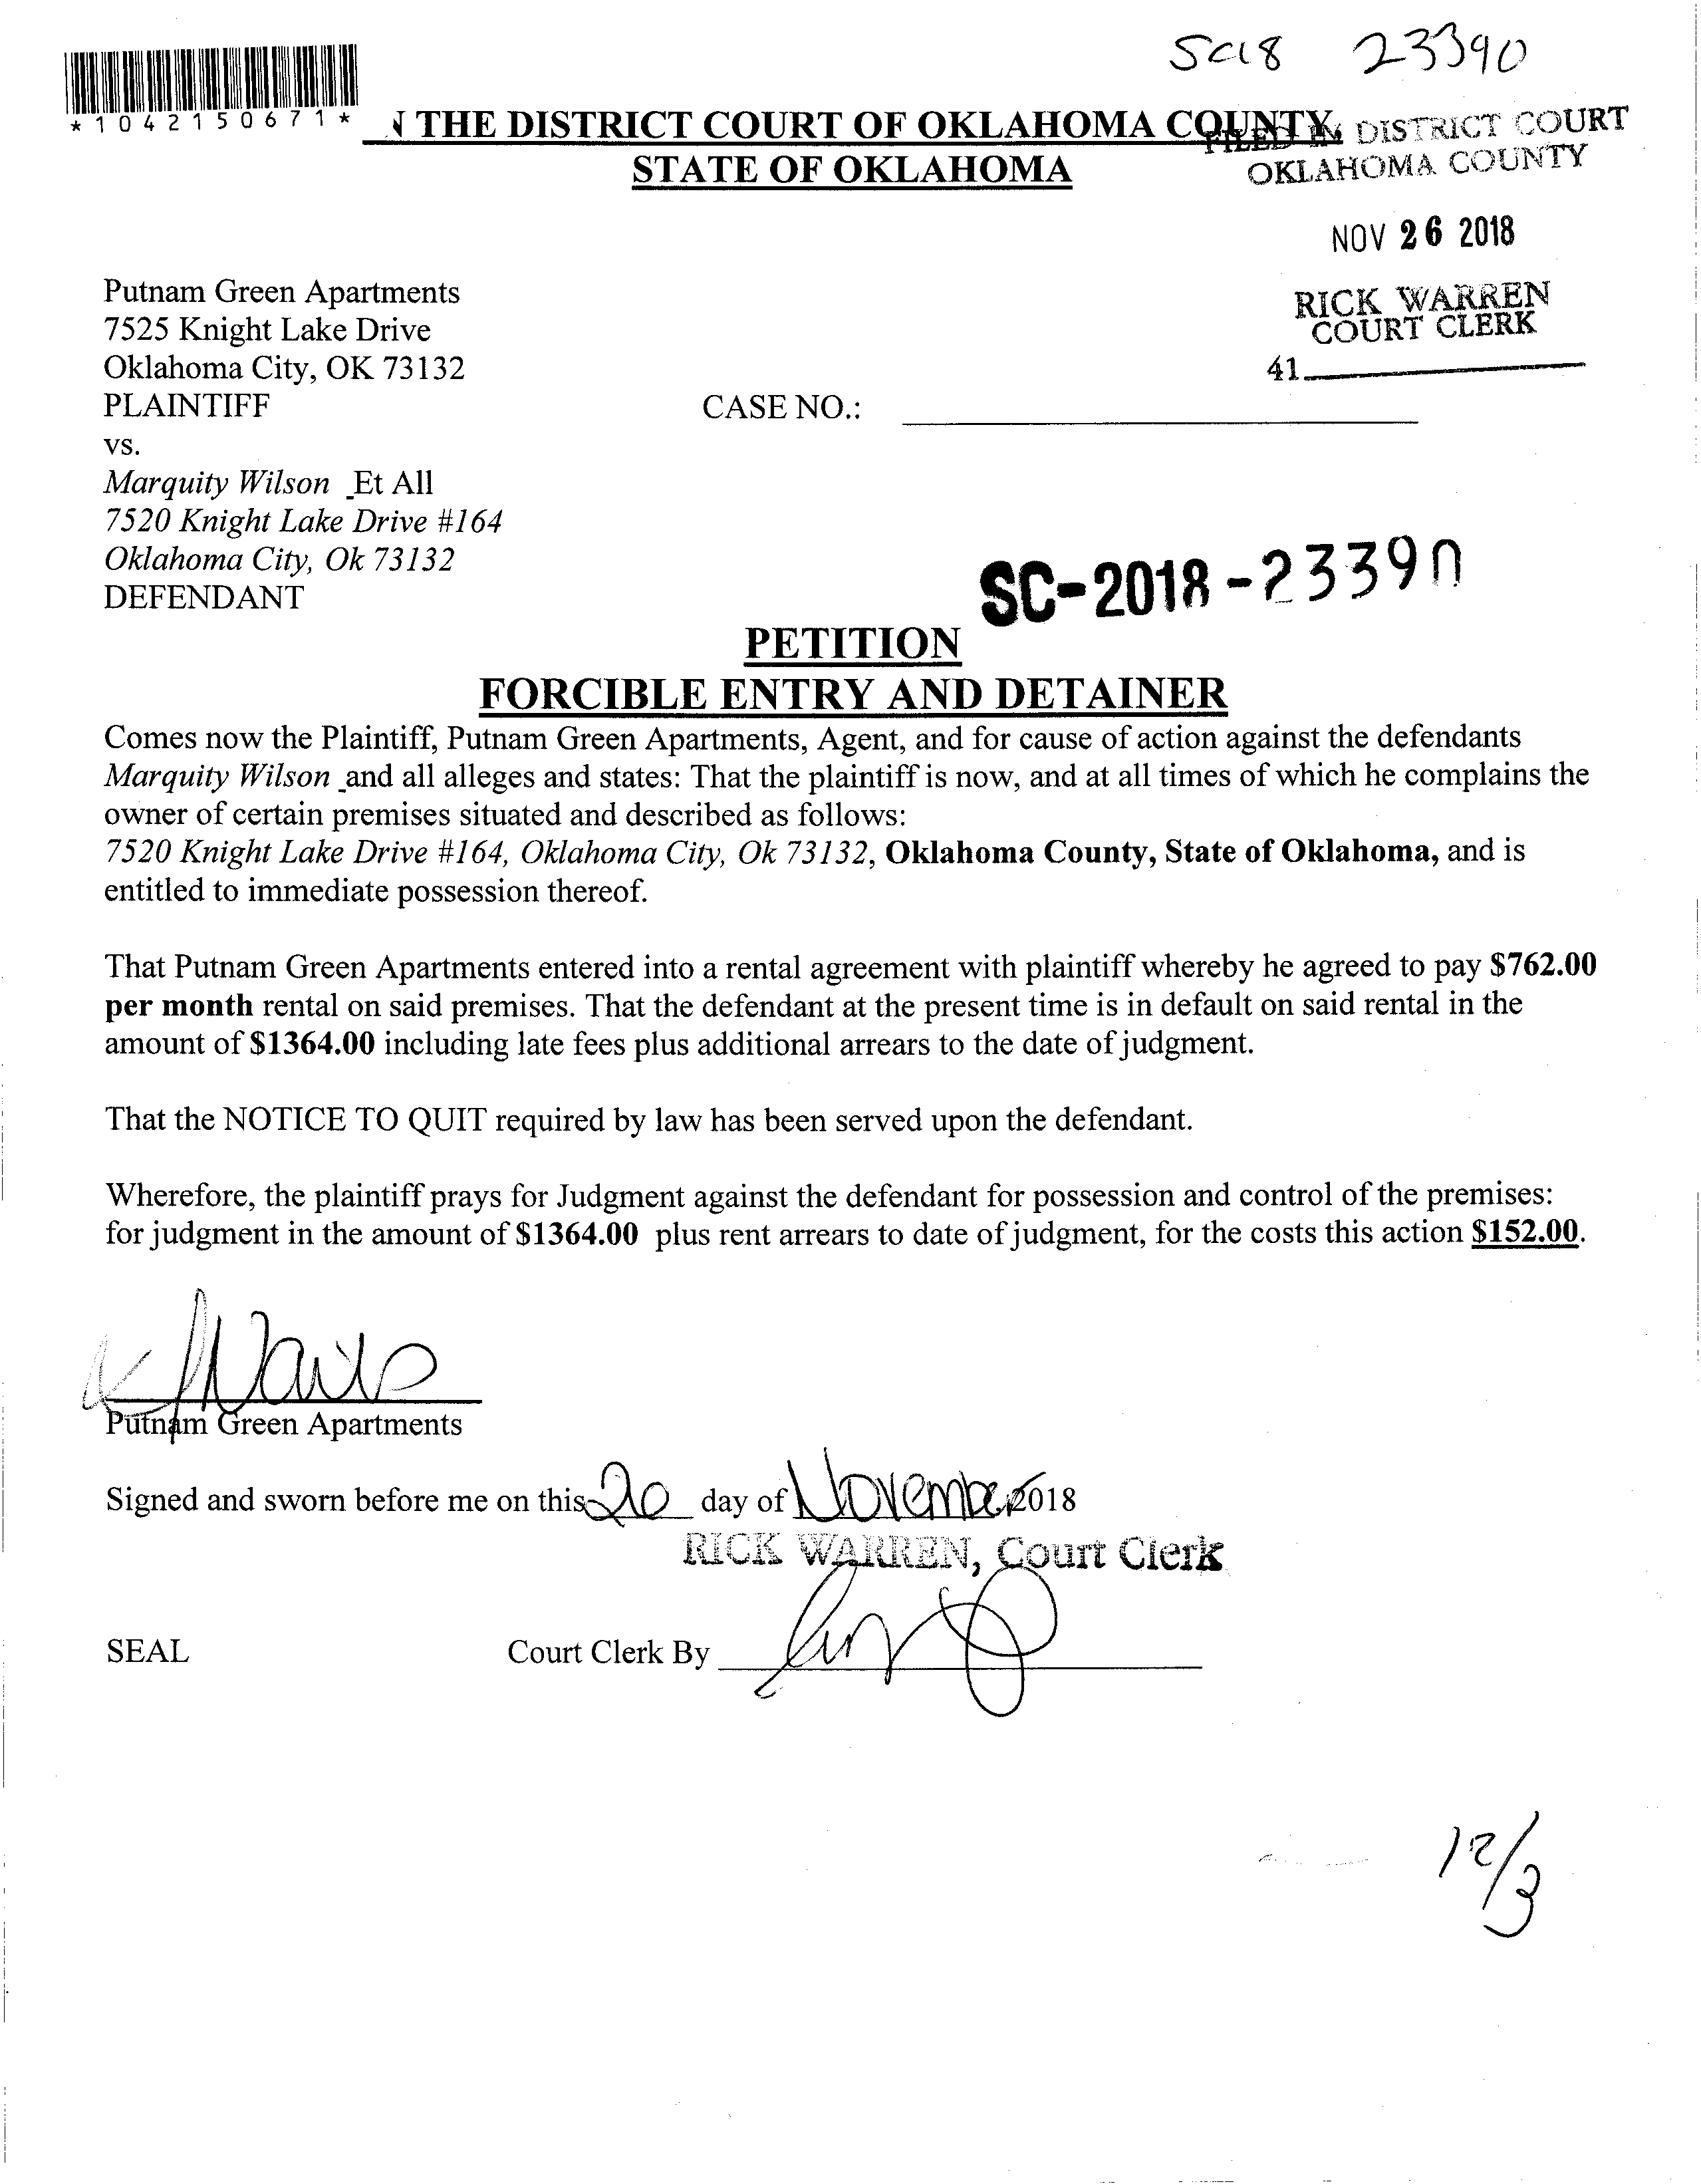 SC18 23390
*1042150671*
N THE DISTRICT COURT OF OKLAHOMA COUNTY,
STATE OF OKLAHOMA
FILED IN DISTRICT COURT
OKLAHOMA COUNTY
NOV 26 2018
RICK WARREN
COURT CLERK
41
Putnam Green Apartments
7525 Knight Lake Drive
Oklahoma City, OK 73132
PLAINTIFF
CASE NO.:
vs.
Marquity Wilson Et All
7520 Knight Lake Drive #164
Oklahoma City, Ok 73132
DEFENDANT
SC-2018-23390
PETITION
FORCIBLE ENTRY AND DETAINER
Comes now the Plaintiff, Putnam Green Apartments, Agent, and for cause of action against the defendants
Marquity Wilson and all alleges and states: That the plaintiff is now, and at all times of which he complains the
owner of certain premises situated and described as follows:
7520 Knight Lake Drive #164, Oklahoma City, Ok 73132, Oklahoma County, State of Oklahoma, and is
entitled to immediate possession thereof.
That Putnam Green Apartments entered into a rental agreement with plaintiff whereby he agreed to pay $762.00
per month rental on said premises. That the defendant at the present time is in default on said rental in the
amount of $1364.00 including late fees plus additional arrears to the date of judgment.
That the NOTICE TO QUIT required by law has been served upon the defendant.
Wherefore, the plaintiff prays for Judgment against the defendant for possession and control of the premises:
for judgment in the amount of $1364.00 plus rent arrears to date of judgment, for the costs this action $152.00.
Putnam Green Apartments
Signed and sworn before me on this 26 day of November 2018
RICK WARREN, Court Clerk
SEAL Court Clerk By
12/3